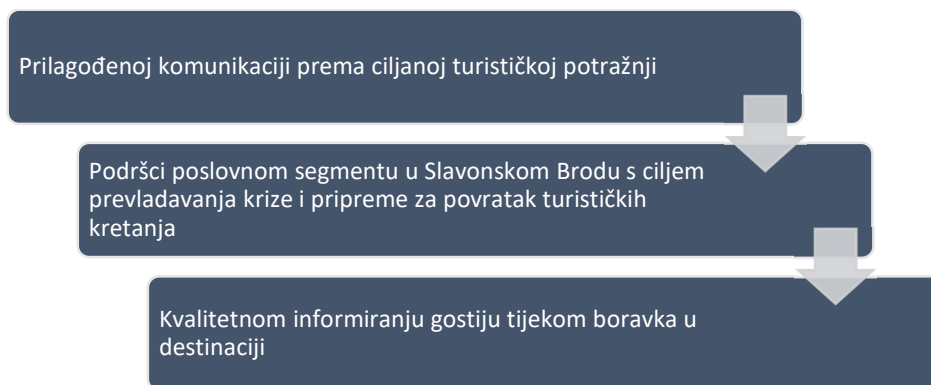 Prilagođenoj komunikaciji prema ciljanoj turističkoj potražnji
Podršci poslovnom segmentu u Slavonskom Brodu s ciljem
prevladavanja krize i pripreme za povratak turističkih
kretanja
Kvalitetnom informiranju gostiju tijekom boravka u
destinaciji